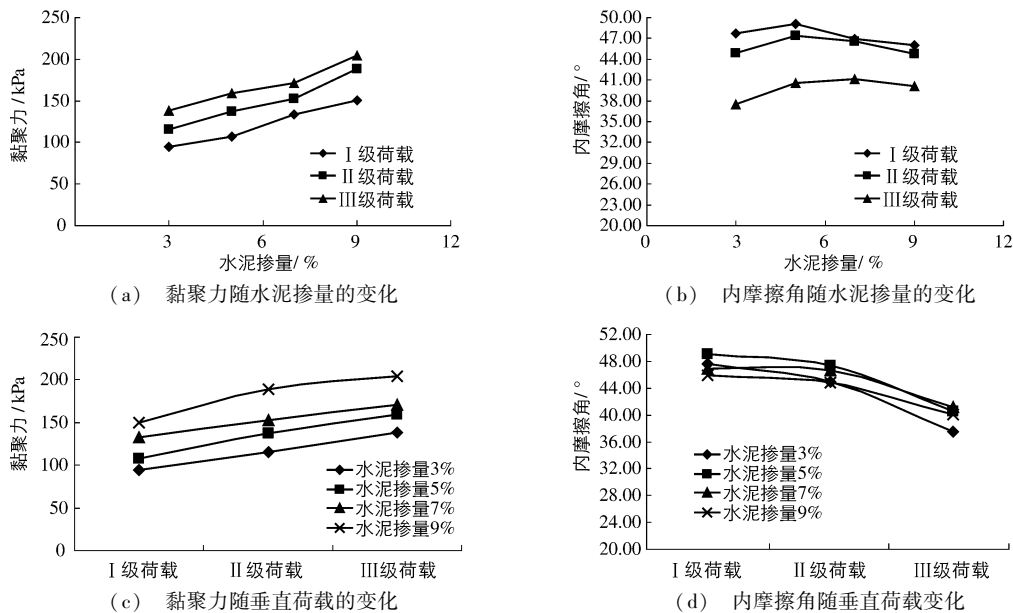 250
200
150
100
50
0
黏聚力/kPa
Ⅰ级荷载
Ⅱ级荷载
Ⅲ级荷载
3
6
9
12
水泥掺量/ %
(a) 黏聚力随水泥掺量的变化
50.00
47.00
44.00
41.00
38.00
35.00
32.00
29.00
26.00
23.00
20.00
内摩擦角/°
Ⅰ级荷载
Ⅱ级荷载
Ⅲ级荷载
0
3
6
9
12
水泥掺量/ %
(b) 内摩擦角随水泥掺量的变化
250
200
150
100
50
0
黏聚力/kPa
水泥掺量3%
水泥掺量5%
水泥掺量7%
水泥掺量9%
Ⅰ级荷载
Ⅱ级荷载
Ⅲ级荷载
(c) 黏聚力随垂直荷载的变化
52.00
48.00
44.00
40.00
36.00
32.00
28.00
24.00
20.00
内摩擦角/°
水泥掺量3%
水泥掺量5%
水泥掺量7%
水泥掺量9%
Ⅰ级荷载
Ⅱ级荷载
Ⅲ级荷载
(d) 内摩擦角随垂直荷载变化